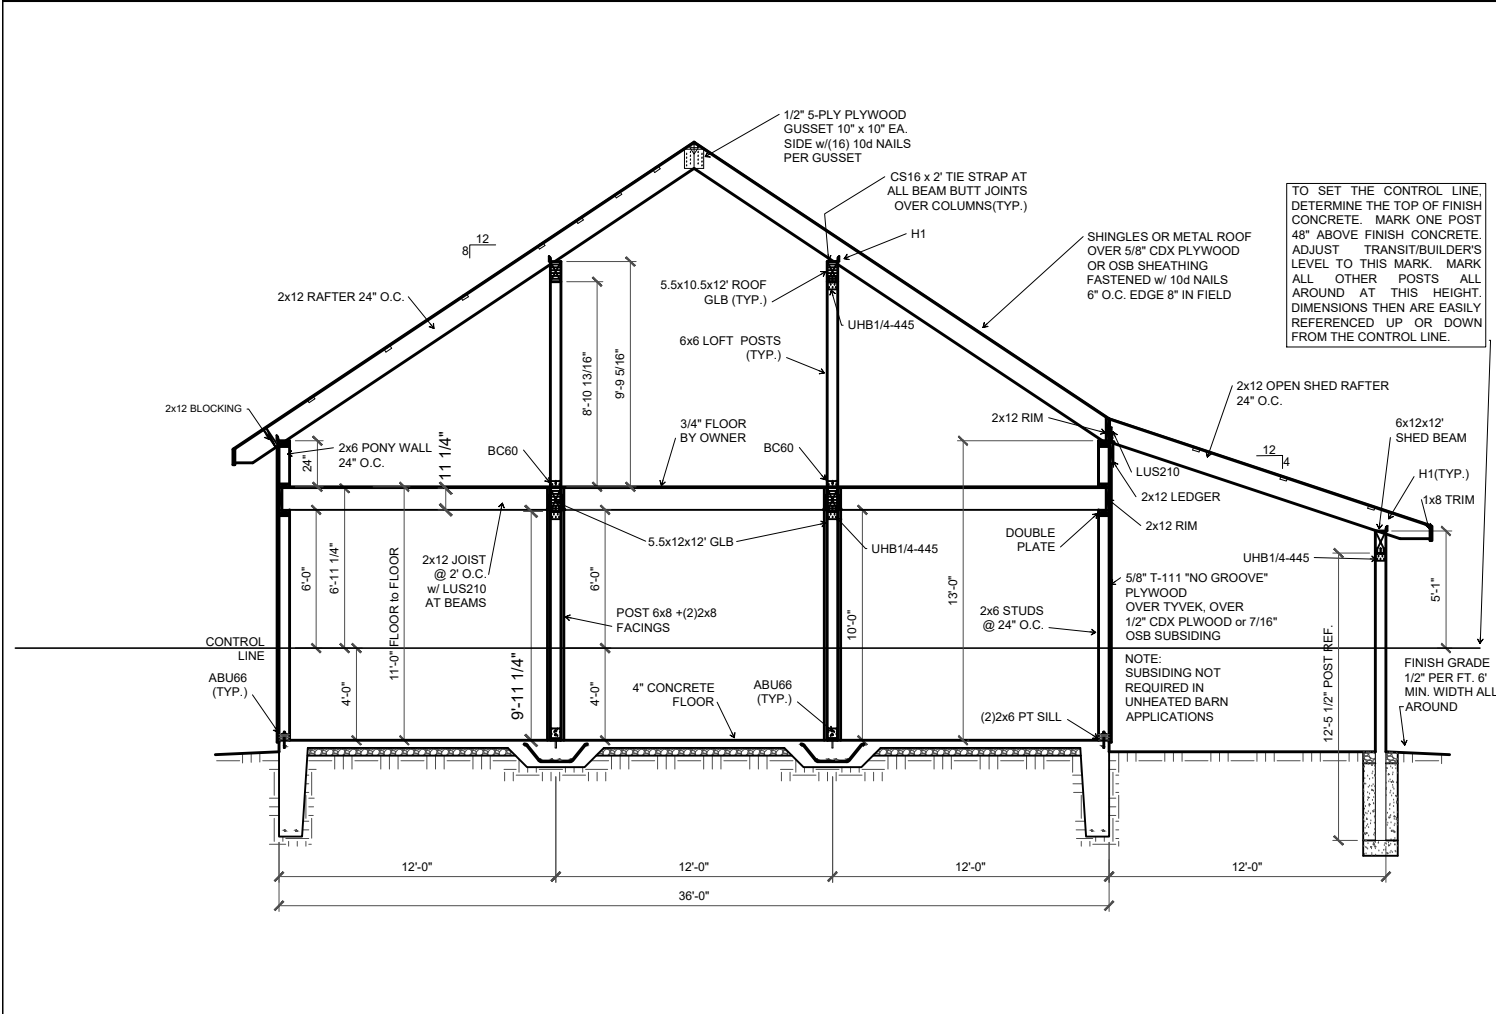 1/2" 5-PLY PLYWOOD
GUSSET 10" x 10" EA.
SIDE w/(16) 10d NAILS
PER GUSSET
CS16 x 2' TIE STRAP AT
ALL BEAM BUTT JOINTS
OVER COLUMNS(TYP.)
H1
TO SET THE CONTROL LINE,
DETERMINE THE TOP OF FINISH
CONCRETE. MARK ONE POST
48" ABOVE FINISH CONCRETE.
ADJUST TRANSIT/BUILDER'S
LEVEL TO THIS MARK. MARK
ALL OTHER POSTS ALL
AROUND AT THIS HEIGHT.
DIMENSIONS THEN ARE EASILY
REFERENCED UP OR DOWN
FROM THE CONTROL LINE.
SHINGLES OR METAL ROOF
OVER 5/8" CDX PLYWOOD
OR OSB SHEATHING
FASTENED w/ 10d NAILS
6" O.C. EDGE 8" IN FIELD
12
8
2x12 RAFTER 24" O.C.
5.5x10.5x12' ROOF
GLB (TYP.)
UHB1/4-445
6x6 LOFT POSTS
(TYP.)
8'-10 13/16"
9'-9 5/16"
2x12 BLOCKING
2x6 PONY WALL
24" O.C.
24"
11 1/4"
BC60
3/4" FLOOR
BY OWNER
BC60
2x12 RIM
2x12 OPEN SHED RAFTER
24" O.C.
6x12x12'
SHED BEAM
12
4
LUS210
H1(TYP.)
2x12 LEDGER
1x8 TRIM
2x12 RIM
DOUBLE
PLATE
5.5x12x12' GLB
UHB1/4-445
UHB1/4-445
2x12 JOIST
@ 2' O.C.
w/ LUS210
AT BEAMS
6'-0"
6'-11 1/4"
11'-0" FLOOR to FLOOR
6'-0"
13'-0"
5'-1"
5/8" T-111 "NO GROOVE"
PLYWOOD
OVER TYVEK, OVER
1/2" CDX PLWOOD or 7/16"
OSB SUBSIDING
POST 6x8 +(2)2x8
FACINGS
2x6 STUDS
@ 24" O.C.
10'-0"
CONTROL
LINE
NOTE:
SUBSIDING NOT
REQUIRED IN
UNHEATED BARN
APPLICATIONS
12'-5 1/2" POST REF.
FINISH GRADE
1/2" PER FT. 6'
MIN. WIDTH ALL
AROUND
ABU66
(TYP.)
4'-0"
9'-11 1/4"
4'-0"
4" CONCRETE
FLOOR
ABU66
(TYP.)
(2)2x6 PT SILL
12'-0"
12'-0"
12'-0"
12'-0"
36'-0"